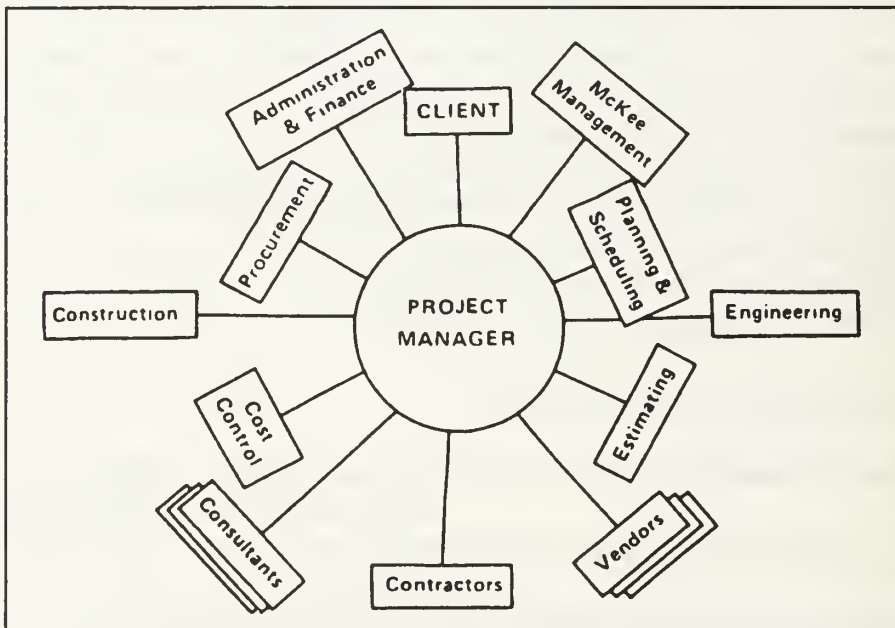 Administration
& Finance
CLIENT
McKee
Management
Procurement
Planning &
Scheduling
Construction
PROJECT
MANAGER
Engineering
Cost
Control
Estimating
Consultants
Contractors
Vendors